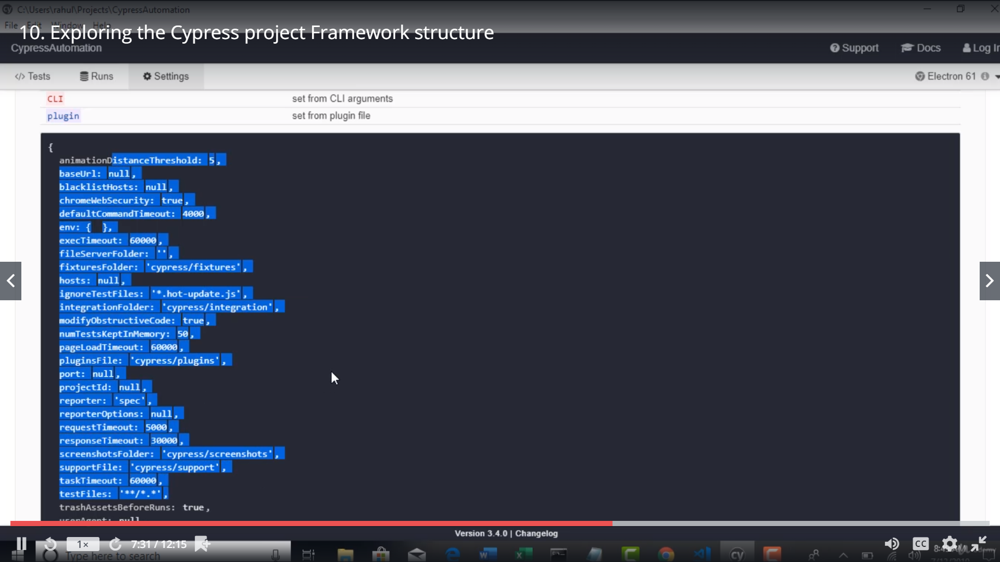 C:\Users\rahul\Projects\CypressAutomation
File Edit Window Help
10. Exploring the Cypress project Framework structure
CypressAutomation
Support
Docs
Log In
</> Tests
Runs
Settings
Electron 61
CLI set from CLI arguments
plugin set from plugin file
{
animationDistanceThreshold: 5,
baseUrl: null,
blacklistHosts: null,
chromeWebSecurity: true,
defaultCommandTimeout: 4000,
env: { },
execTimeout: 60000,
fileServerFolder: '',
fixturesFolder: 'cypress/fixtures',
hosts: null,
ignoreTestFiles: '*.hot-update.js',
integrationFolder: 'cypress/integration',
modifyObstructiveCode: true,
numTestsKeptInMemory: 50,
pageLoadTimeout: 60000,
pluginsFile: 'cypress/plugins',
port: null,
projectId: null,
reporter: 'spec',
reporterOptions: null,
requestTimeout: 5000,
responseTimeout: 30000,
screenshotsFolder: 'cypress/screenshots',
supportFile: 'cypress/support',
taskTimeout: 60000,
testFiles: '**/*.*',
trashAssetsBeforeRuns: true,
userAgent: null
Version 3.4.0 | Changelog
1×
7:31 / 12:15
CC
Type here to search